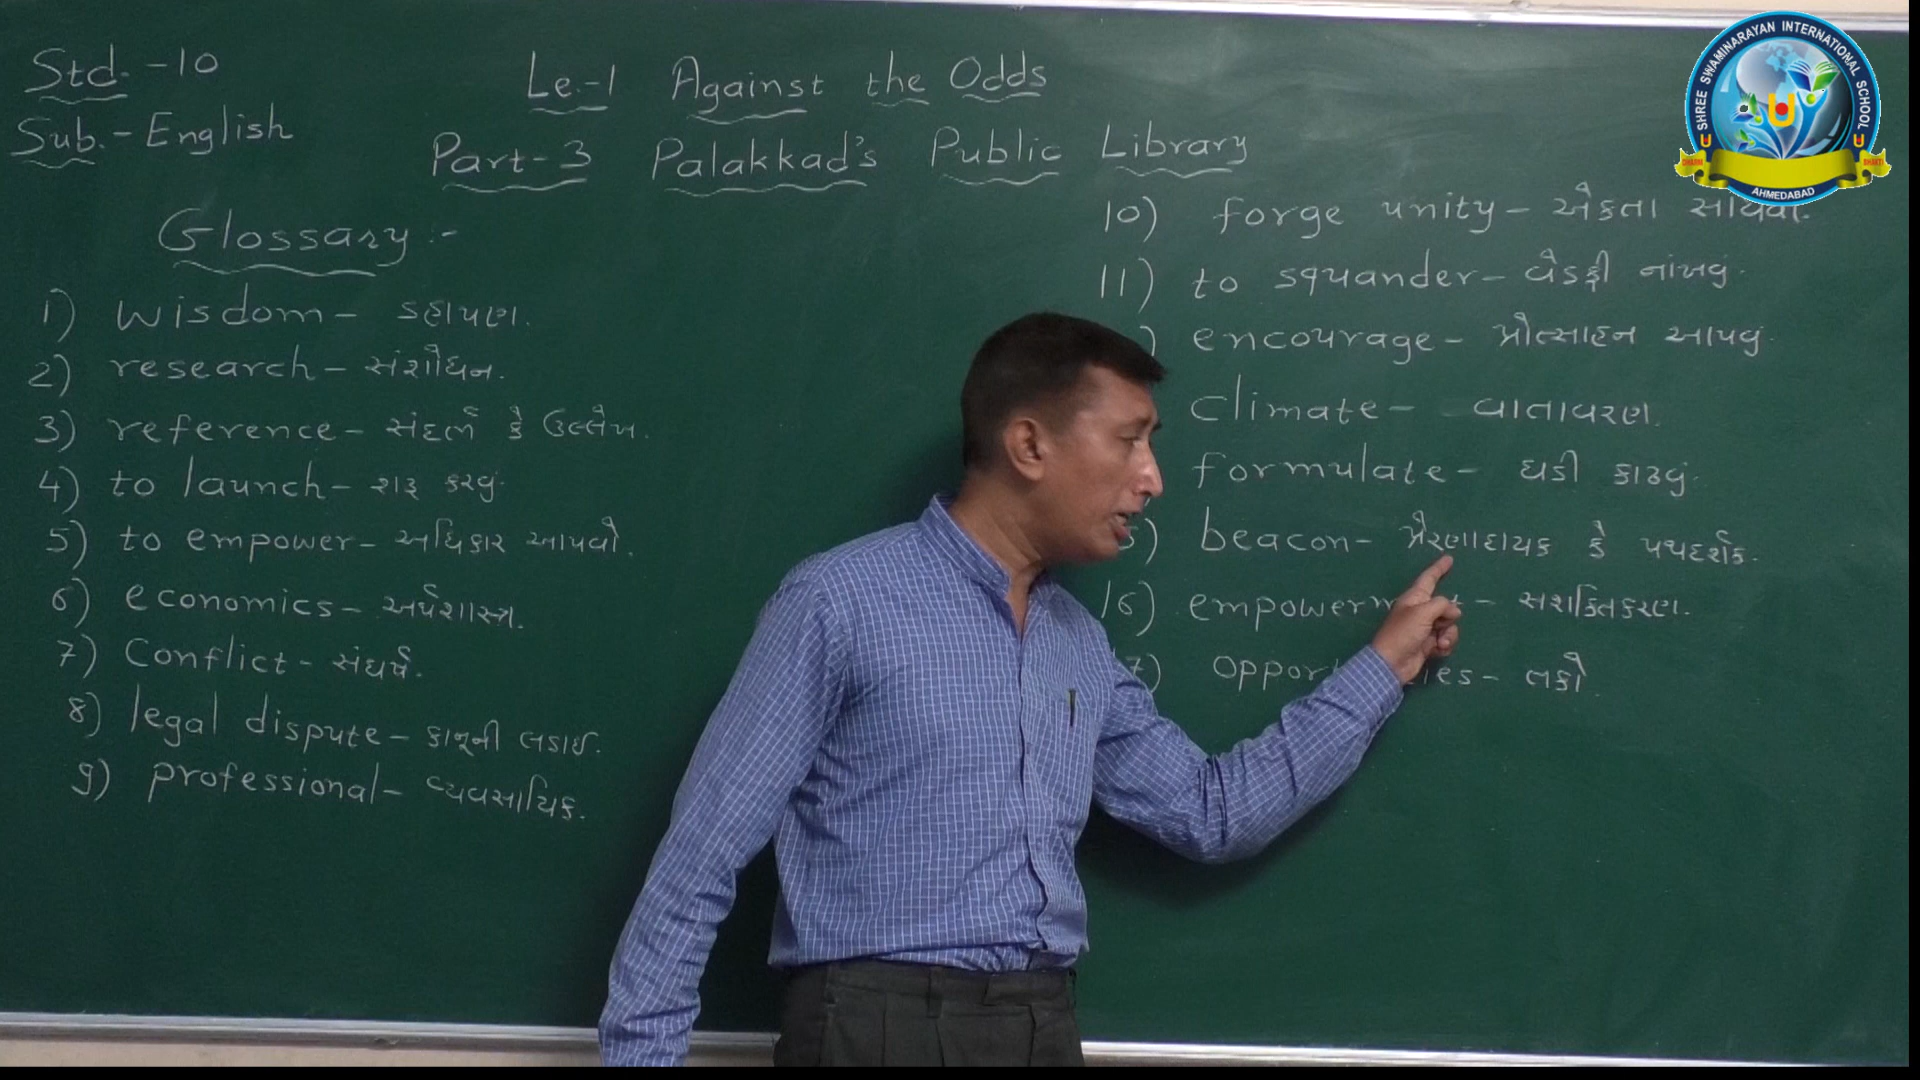 Std. - 10
Sub. - English
Le.-1 Against the Odds
Part-3 Palakkad's Public Library
Glossary :-
1) wisdom - ડહાપણ.
2) research - સંશોધન.
3) reference - સંદર્ભ કે ઉલ્લેખ.
4) to launch - શરૂ કરવું.
5) to empower - અધિકાર આપવો.
6) economics - અર્થશાસ્ત્ર.
7) Conflict - સંઘર્ષ.
8) legal dispute - કાનૂની લડાઈ.
9) professional - વ્યવસાયિક.
10) forge unity - એકતા
11) to squander - વેડફી નાંખવું.
) encourage - પ્રોત્સાહન આપવું.
Climate - વાતાવરણ.
formulate - ઘડી કાઢવું.
5) beacon - પ્રેરણાદાયક કે પથદર્શક.
16) - સશક્તિકરણ.
7) - તકો.
SHREE SWAMINARAYAN INTERNATIONAL SCHOOL
DHARM BHAKTI
AHMEDABAD